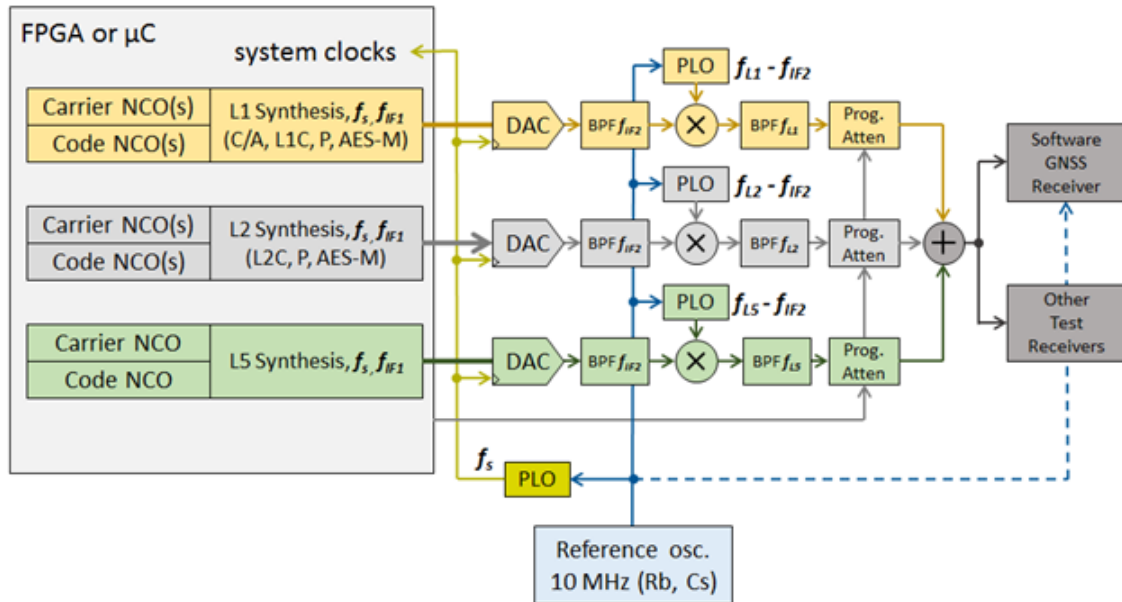 FPGA or µC
system clocks
Carrier NCO(s)
Code NCO(s)
L1 Synthesis, fs, fIF1
(C/A, L1C, P, AES-M)
DAC
BPF fIF2
PLO
fL1 - fIF2
×
BPF fL1
Prog.
Atten
Carrier NCO(s)
Code NCO(s)
L2 Synthesis, fs, fIF1
(L2C, P, AES-M)
DAC
BPF fIF2
PLO
fL2 - fIF2
×
BPF fL2
Prog.
Atten
+
Carrier NCO
Code NCO
L5 Synthesis, fs, fIF1
DAC
BPF fIF2
PLO
fL5 - fIF2
×
BPF fL5
Prog.
Atten
Software
GNSS
Receiver
Other
Test
Receivers
fs
PLO
Reference osc.
10 MHz (Rb, Cs)